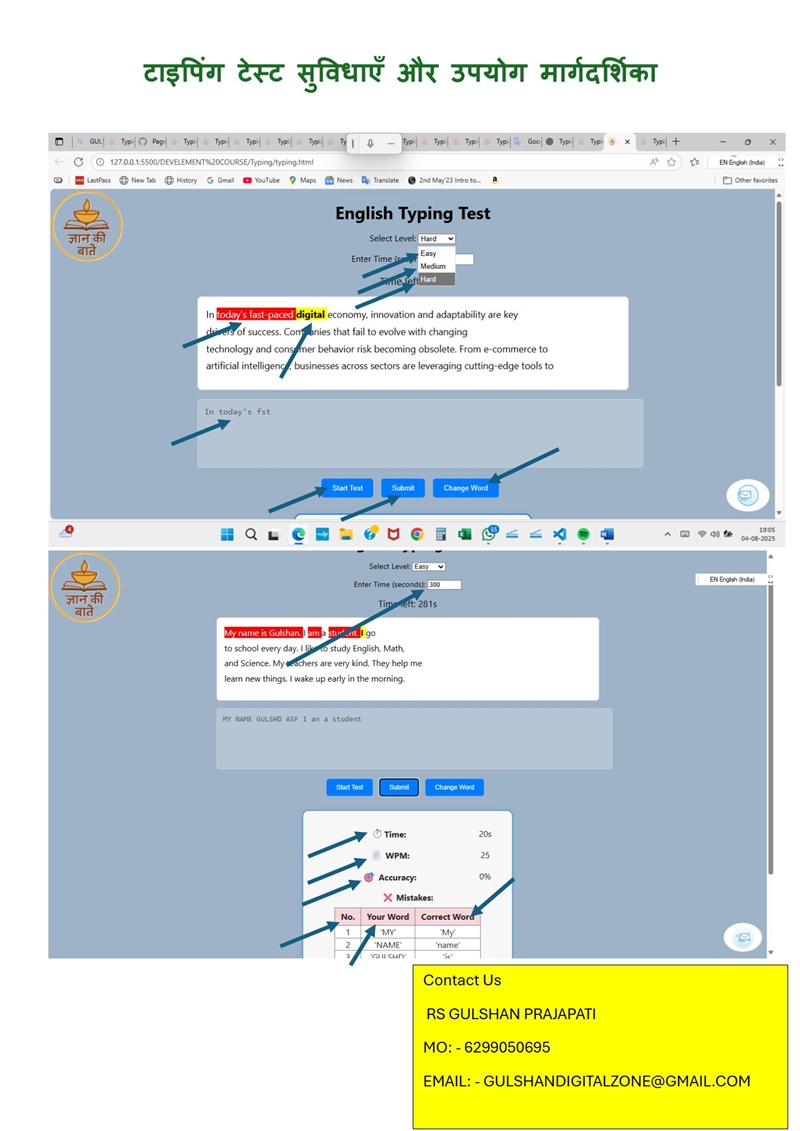 टाइपिंग टेस्ट सुविधाएँ और उपयोग मार्गदर्शिका
GUL Typi Page Typi Typi Typi Typi Typi Typi Typi Typi Typi Typi Typi Goo Typi Typi Typi
127.0.0.1:5500/DEVELEMENT%20COURSE/Typing/typing.html
EN English (India)
LastPass New Tab History Gmail YouTube Maps News Translate 2nd May'23 Intro to... Other favorites
ज्ञान की
बाते
English Typing Test
Select Level: Hard
Easy
Enter Time
Medium
Time left
Hard
In today's fast-paced digital economy, innovation and adaptability are key
drivers of success. Companies that fail to evolve with changing
technology and consumer behavior risk becoming obsolete. From e-commerce to
artificial intelligence, businesses across sectors are leveraging cutting-edge tools to
In today's fst
Start Test Submit Change Word
4
55
19:05
04-08-2025
ज्ञान की
बाते
Select Level: Easy
EN English (India)
Enter Time (seconds): 300
Time left: 281s
My name is Gulshan. I am a student. I go
to school every day. I like to study English, Math,
and Science. My teachers are very kind. They help me
learn new things. I wake up early in the morning.
MY NAME GULSHD ASF I an a student
Start Test Submit Change Word
Time: 20s
WPM: 25
Accuracy: 0%
Mistakes:
No. Your Word Correct Word
1 'MY' 'My'
2 'NAME' 'name'
3 'GULSHD' 'is'
Contact Us
RS GULSHAN PRAJAPATI
MO: - 6299050695
EMAIL: - GULSHANDIGITALZONE@GMAIL.COM